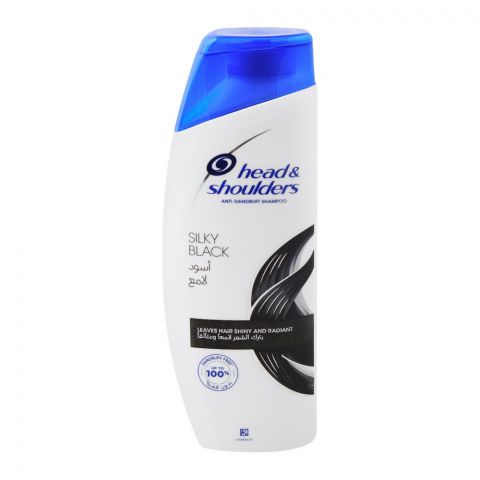 head &
shoulders
ANTI-DANDRUFF SHAMPOO
SILKY
BLACK
أسود
لامع
LEAVES HAIR SHINY AND RADIANT
يترك الشعر لامعاً ومتألقاً
DANDRUFF FREE
UP TO
100%